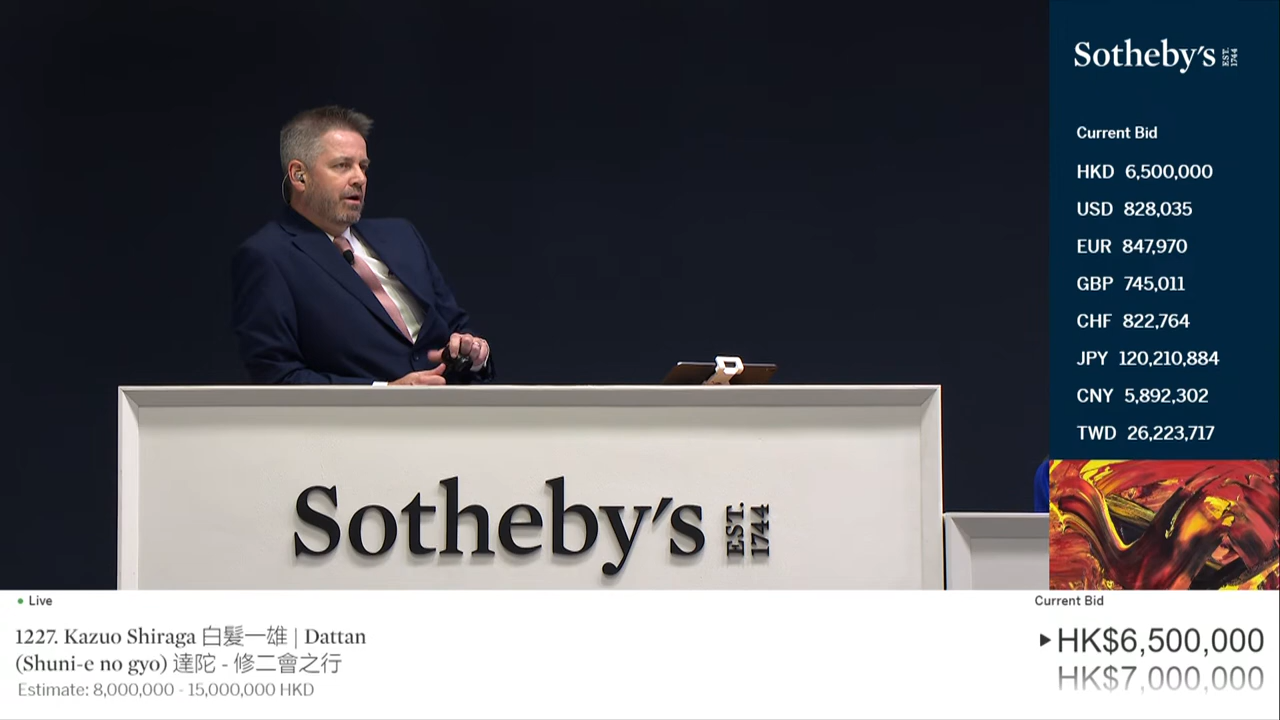 Sotheby's EST. 1744
Current Bid
HKD 6,500,000
USD 828,035
EUR 847,970
GBP 745,011
CHF 822,764
JPY 120,210,884
CNY 5,892,302
TWD 26,223,717
Sotheby's EST. 1744
Live
1227. Kazuo Shiraga 白髮一雄 | Dattan
(Shuni-e no gyo) 達陀 - 修二會之行
Estimate: 8,000,000 - 15,000,000 HKD
Current Bid
HK$6,500,000
HK$7,000,000